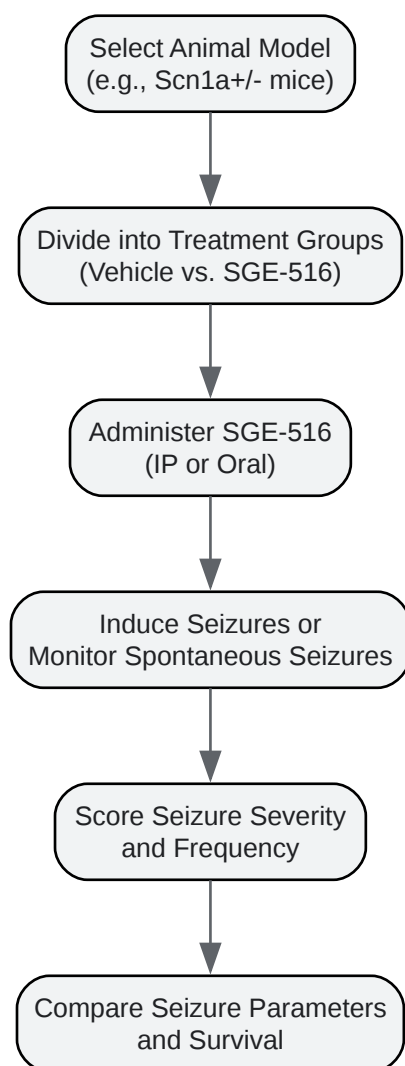 Select Animal Model
(e.g., Scn1a+/- mice)
Divide into Treatment Groups
(Vehicle vs. SGE-516)
Administer SGE-516
(IP or Oral)
Induce Seizures or
Monitor Spontaneous Seizures
Score Seizure Severity
and Frequency
Compare Seizure Parameters
and Survival